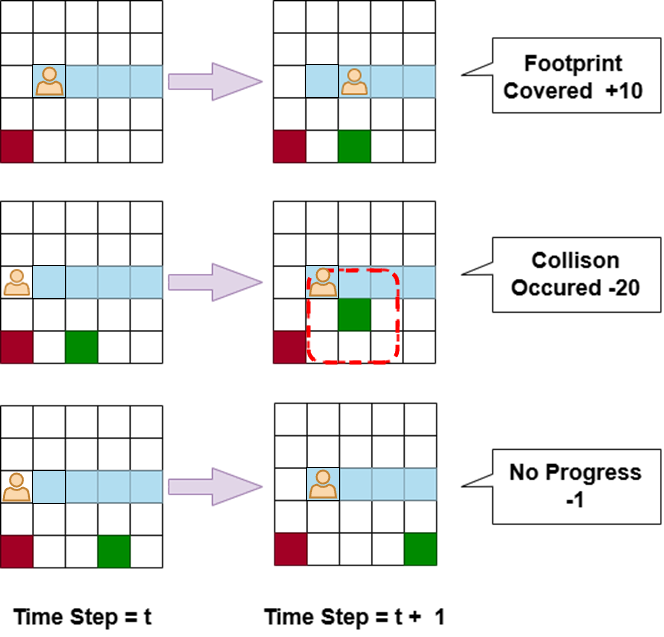 Footprint
Covered +10
Collison
Occured -20
No Progress
-1
Time Step = t
Time Step = t + 1